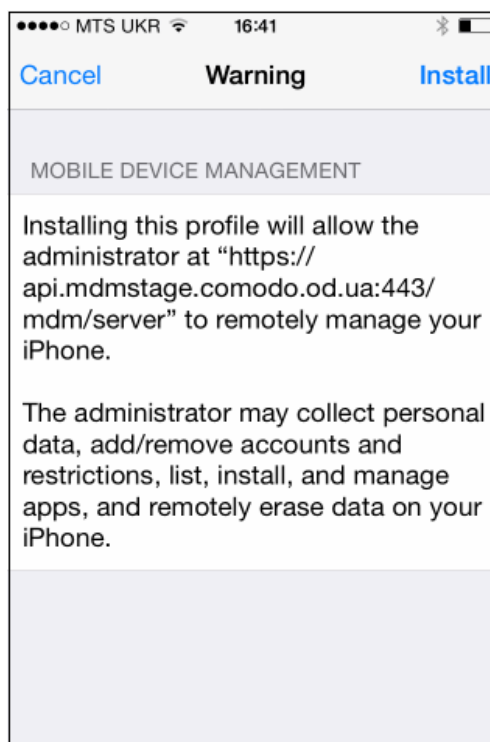 MTS UKR 16:41
Cancel Warning Install
MOBILE DEVICE MANAGEMENT
Installing this profile will allow the
administrator at “https://
api.mdmstage.comodo.od.ua:443/
mdm/server” to remotely manage your
iPhone.
The administrator may collect personal
data, add/remove accounts and
restrictions, list, install, and manage
apps, and remotely erase data on your
iPhone.